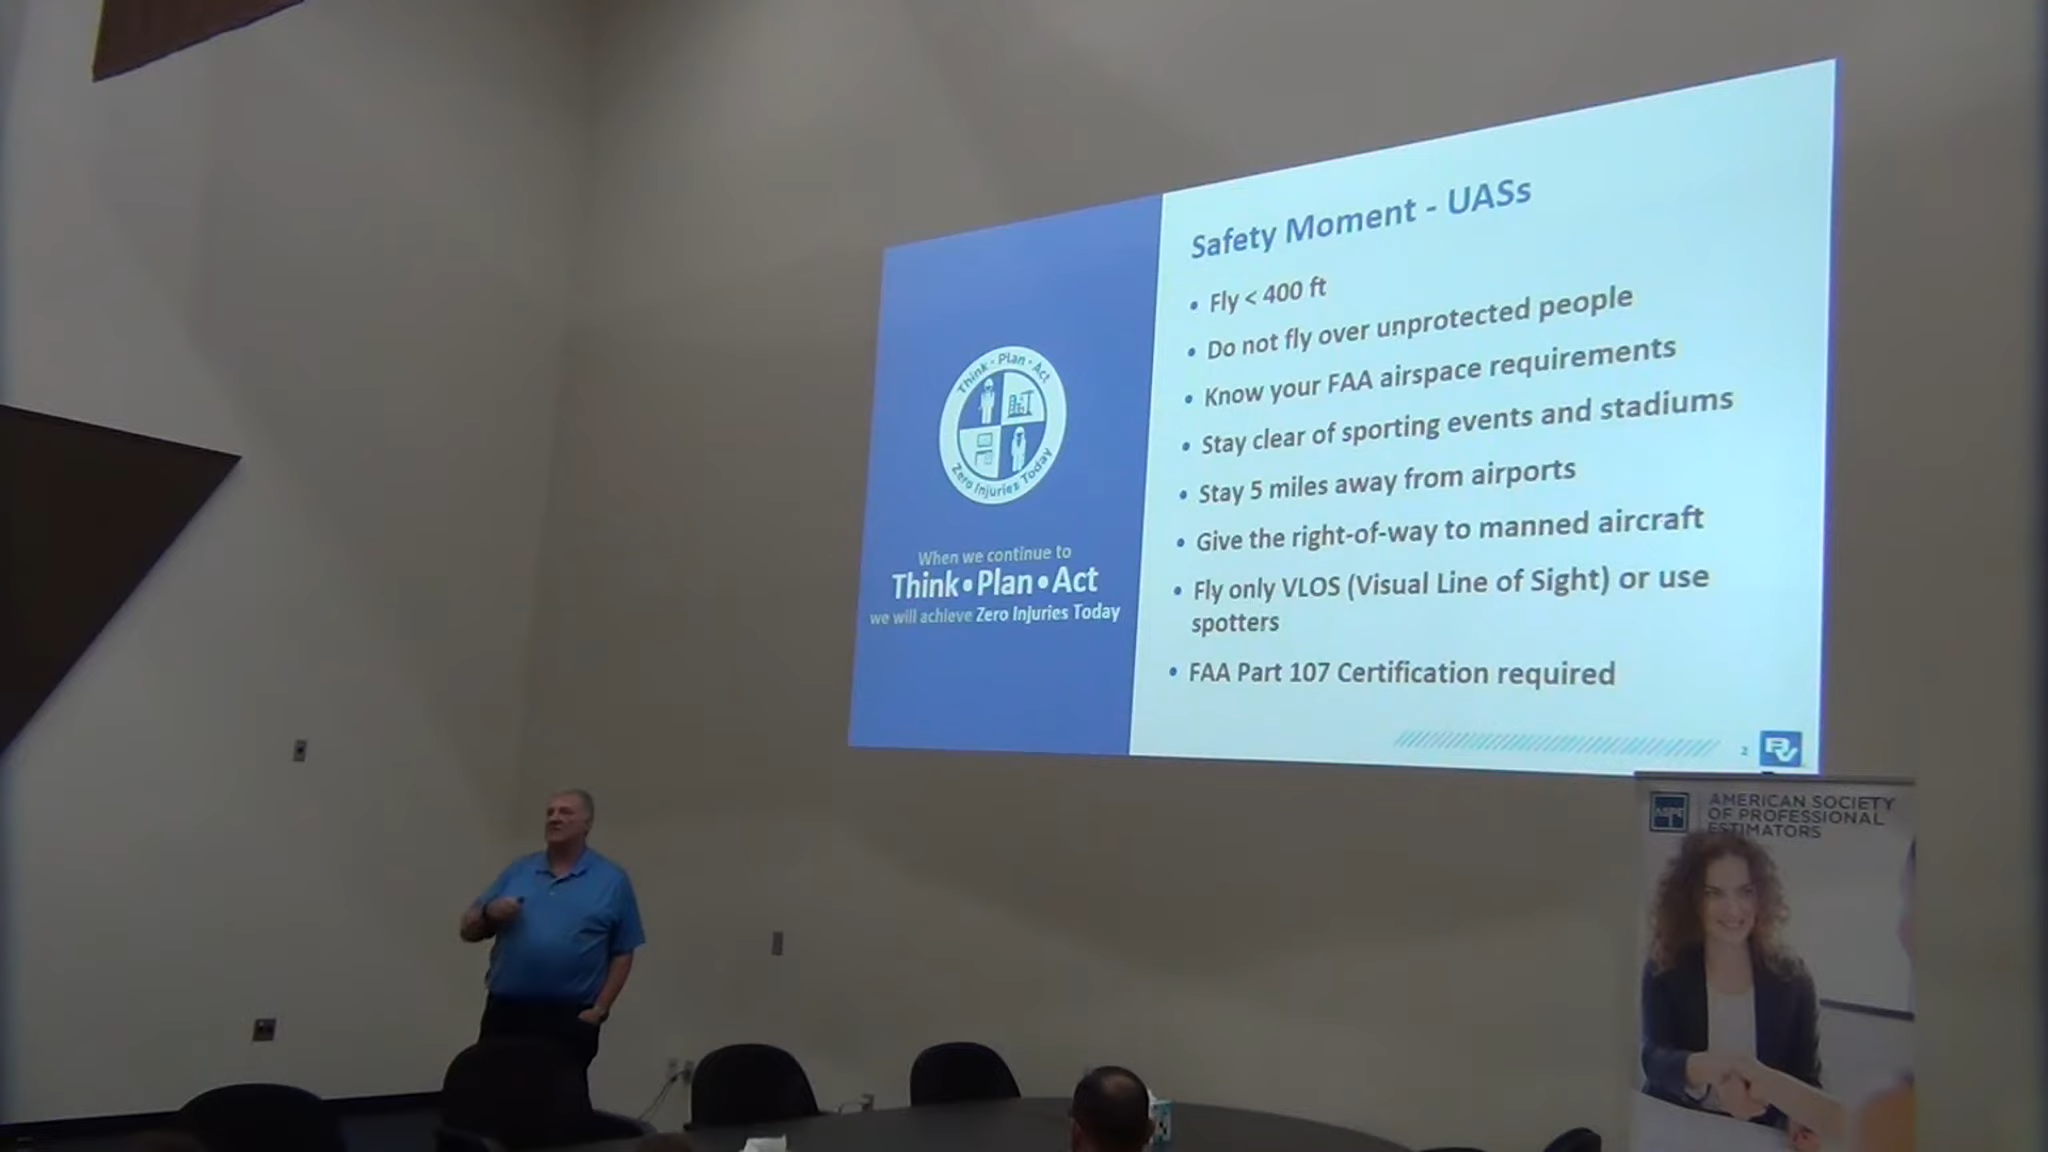 Think · Plan · Act
Zero Injuries Today
When we continue to
Think•Plan•Act
we will achieve Zero Injuries Today
Safety Moment - UASs
• Fly < 400 ft
• Do not fly over unprotected people
• Know your FAA airspace requirements
• Stay clear of sporting events and stadiums
• Stay 5 miles away from airports
• Give the right-of-way to manned aircraft
• Fly only VLOS (Visual Line of Sight) or use
spotters
• FAA Part 107 Certification required
2
BV
AMERICAN SOCIETY
OF PROFESSIONAL
ESTIMATORS